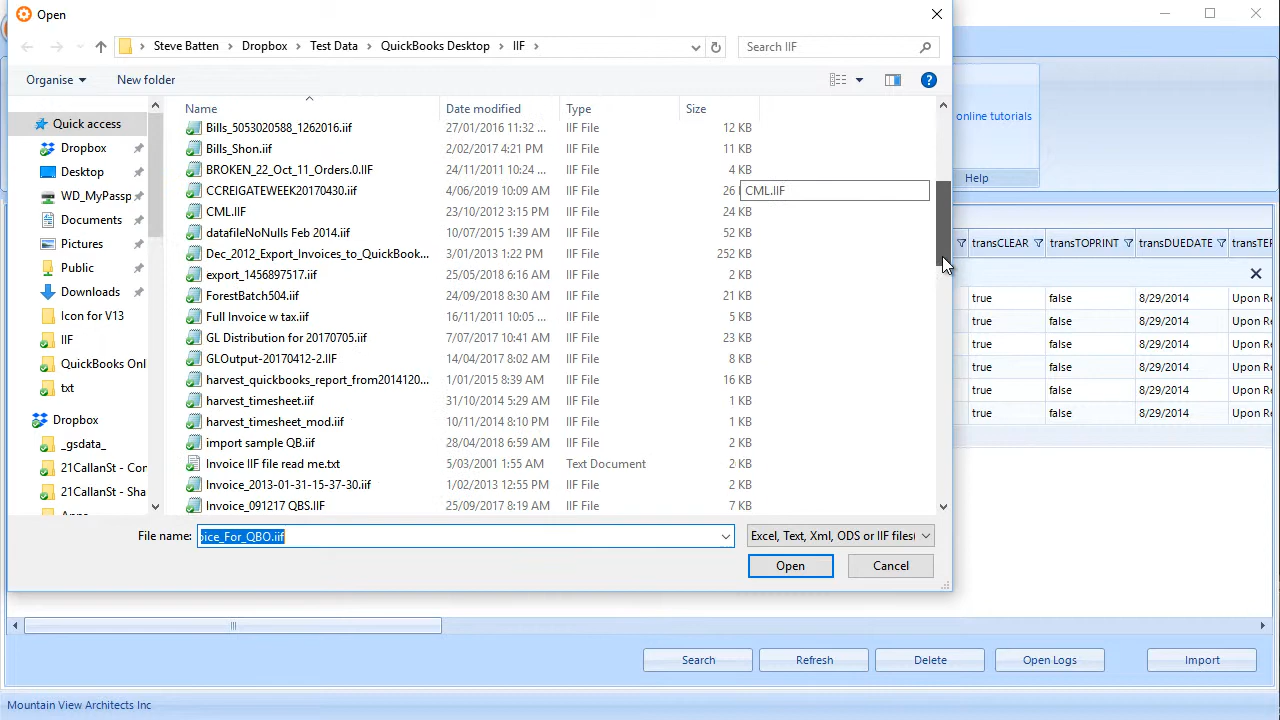 Open
Steve Batten > Dropbox > Test Data > QuickBooks Desktop > IIF >
Search IIF
Organise
New folder
online tutorials
Help
Name Date modified Type Size
Quick access
Dropbox
Desktop
WD_MyPassp
Documents
Pictures
Public
Downloads
Icon for V13
IIF
QuickBooks Onl
txt
Dropbox
_gsdata_
21CallanSt - Cor
21CallanSt - Sha
Bills_5053020588_1262016.iif 27/01/2016 11:32 ... IIF File 12 KB
Bills_Shon.iif 2/02/2017 4:21 PM IIF File 11 KB
BROKEN_22_Oct_11_Orders.0.IIF 24/11/2011 10:24 ... IIF File 4 KB
CCREIGATEWEEK20170430.iif 4/06/2019 10:09 AM IIF File 26
CML.IIF
CML.IIF 23/10/2012 3:15 PM IIF File 24 KB
datafileNoNulls Feb 2014.iif 10/07/2015 1:39 AM IIF File 52 KB
Dec_2012_Export_Invoices_to_QuickBook... 3/01/2013 1:22 PM IIF File 252 KB
export_1456897517.iif 25/05/2018 6:16 AM IIF File 2 KB
ForestBatch504.iif 24/09/2018 8:30 AM IIF File 21 KB
Full Invoice w tax.iif 16/11/2011 10:05 ... IIF File 5 KB
GL Distribution for 20170705.iif 7/07/2017 10:41 AM IIF File 23 KB
GLOutput-20170412-2.IIF 14/04/2017 8:02 AM IIF File 8 KB
harvest_quickbooks_report_from2014120... 1/01/2015 8:39 AM IIF File 16 KB
harvest_timesheet.iif 31/10/2014 5:29 AM IIF File 1 KB
harvest_timesheet_mod.iif 10/11/2014 8:10 PM IIF File 1 KB
import sample QB.iif 28/04/2018 6:59 AM IIF File 2 KB
Invoice IIF file read me.txt 5/03/2001 1:55 AM Text Document 2 KB
Invoice_2013-01-31-15-37-30.iif 1/02/2013 12:55 PM IIF File 2 KB
Invoice_091217 QBS.IIF 25/09/2017 8:19 AM IIF File 7 KB
File name: oice_For_QBO.iif
Excel, Text, Xml, ODS or IIF files(
Open Cancel
transCLEAR transTOPRINT transDUEDATE transTER
true false 8/29/2014 Upon Re
true false 8/29/2014 Upon Re
true false 8/29/2014 Upon Re
true false 8/29/2014 Upon Re
true false 8/29/2014 Upon Re
true false 8/29/2014 Upon Re
Search Refresh Delete Open Logs Import
Mountain View Architects Inc